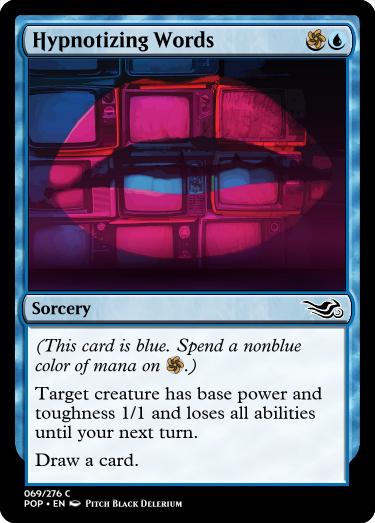 Hypnotizing Words
Sorcery
(This card is blue. Spend a nonblue
color of mana on .)
Target creature has base power and
toughness 1/1 and loses all abilities
until your next turn.
Draw a card.
069/276 C
POP • EN Pitch Black Delerium